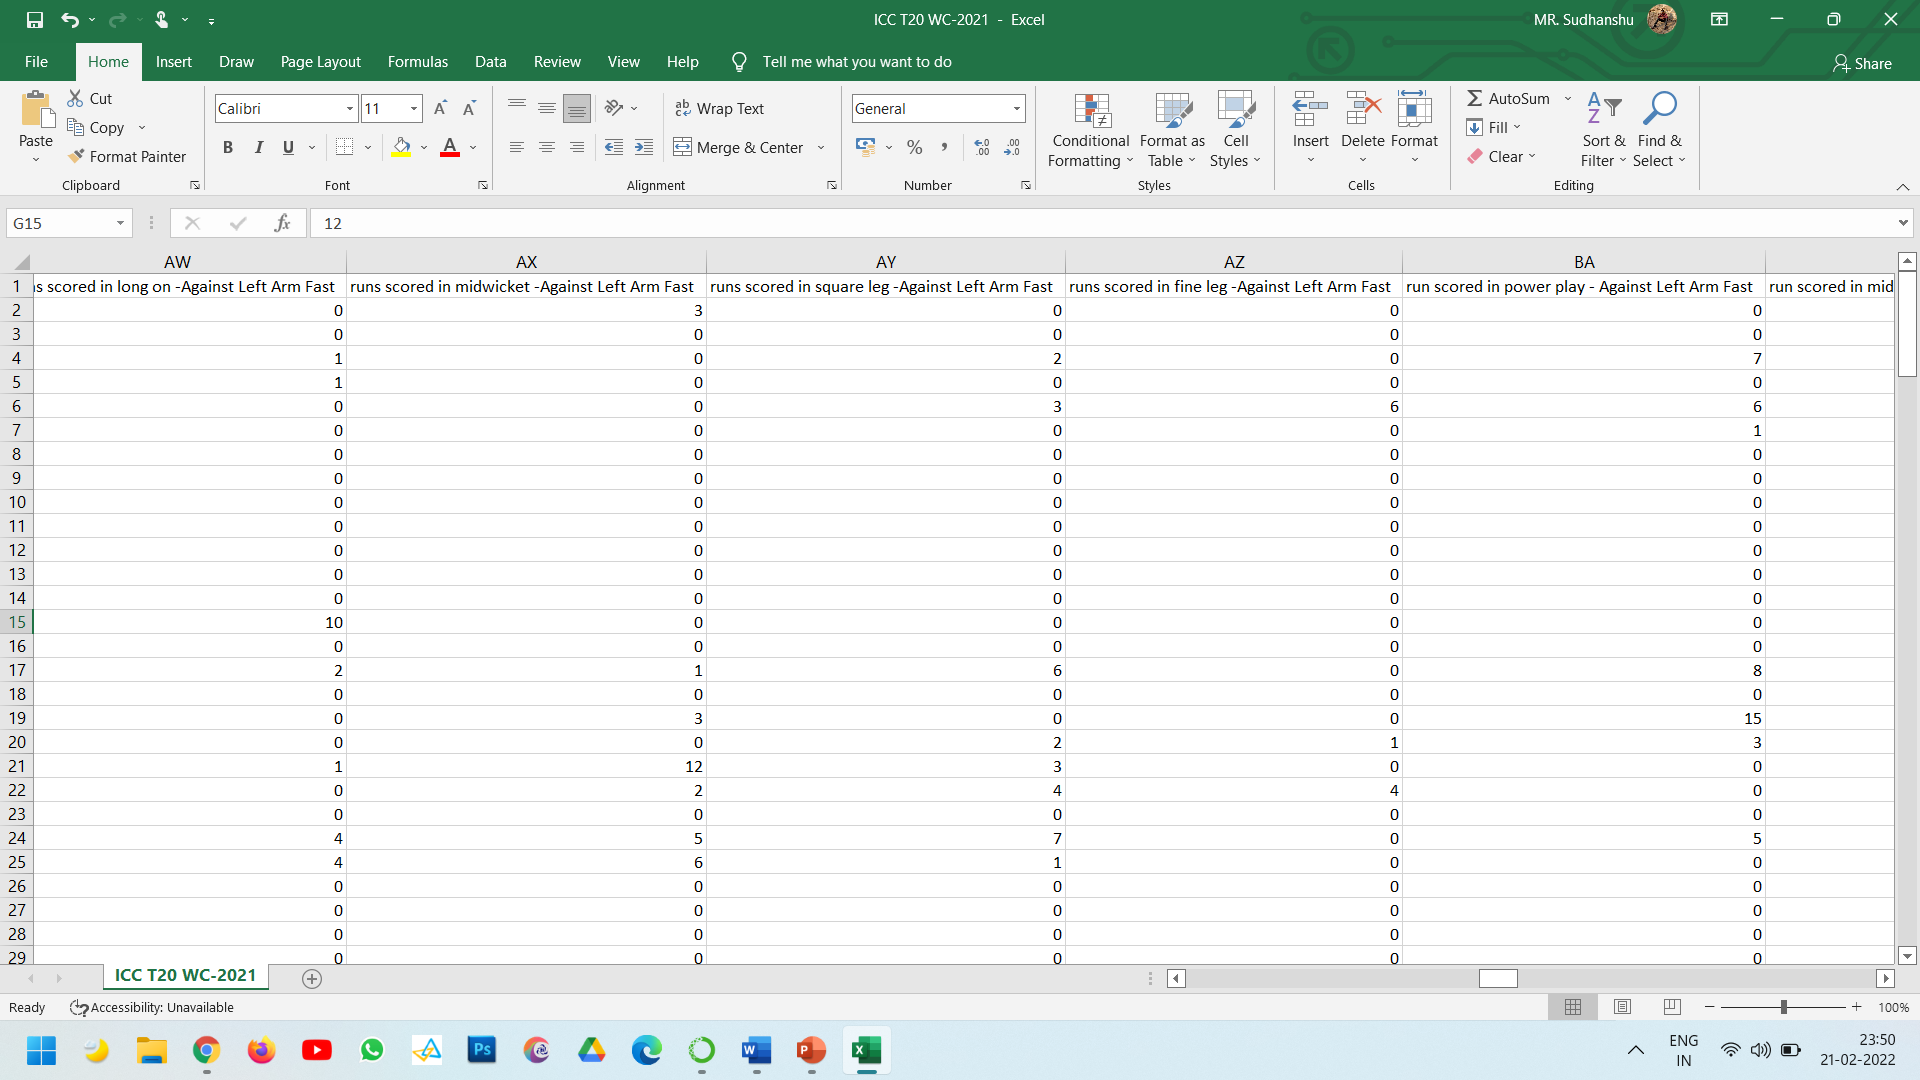 ICC T20 WC-2021 - Excel
MR. Sudhanshu
File Home Insert Draw Page Layout Formulas Data Review View Help Tell me what you want to do Share
Paste
Cut
Copy
Format Painter
Clipboard
Calibri 11
B I U
Font
Wrap Text
Merge & Center
Alignment
General
Number
Conditional Formatting
Format as Table
Cell Styles
Styles
Insert Delete Format
Cells
AutoSum
Fill
Clear
Sort & Filter
Find & Select
Editing
G15 fx 12
AW AX AY AZ BA
1 scored in long on -Against Left Arm Fast runs scored in midwicket -Against Left Arm Fast runs scored in square leg -Against Left Arm Fast runs scored in fine leg -Against Left Arm Fast run scored in power play - Against Left Arm Fast run scored in mid
2 0 3 0 0 0
3 0 0 0 0 0
4 1 0 2 0 7
5 1 0 0 0 0
6 0 0 3 6 6
7 0 0 0 0 1
8 0 0 0 0 0
9 0 0 0 0 0
10 0 0 0 0 0
11 0 0 0 0 0
12 0 0 0 0 0
13 0 0 0 0 0
14 0 0 0 0 0
15 10 0 0 0 0
16 0 0 0 0 0
17 2 1 6 0 8
18 0 0 0 0 0
19 0 3 0 0 15
20 0 0 2 1 3
21 1 12 3 0 0
22 0 2 4 4 0
23 0 0 0 0 0
24 4 5 7 0 5
25 4 6 1 0 0
26 0 0 0 0 0
27 0 0 0 0 0
28 0 0 0 0 0
29 0 0 0 0 0
ICC T20 WC-2021
Ready Accessibility: Unavailable 100%
Ps W P X
ENG
IN
23:50
21-02-2022